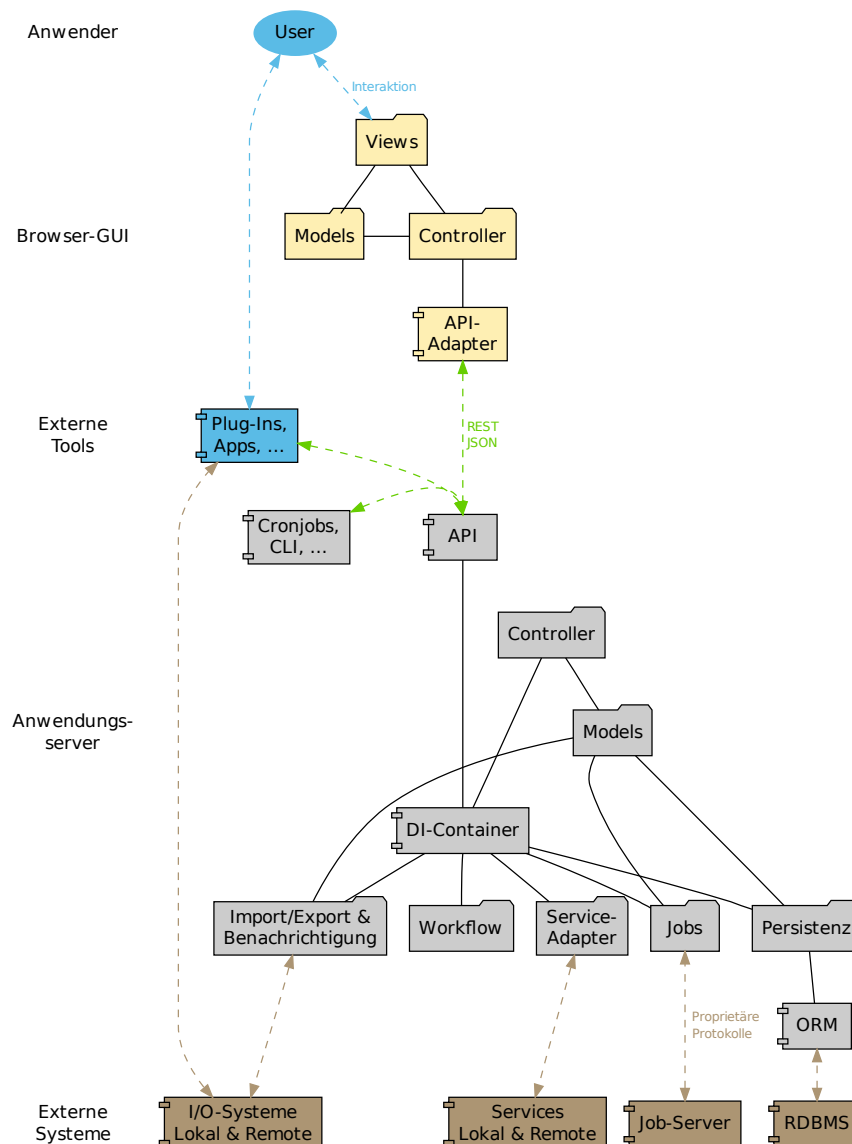 Anwender
User
Interaktion
Views
Browser-GUI
Models
Controller
API-
Adapter
Externe
Tools
Plug-Ins,
Apps, ...
REST
JSON
Cronjobs,
CLI, ...
API
Controller
Anwendungs-
server
Models
DI-Container
Import/Export &
Benachrichtigung
Workflow
Service-
Adapter
Jobs
Persistenz
Proprietäre
Protokolle
ORM
Externe
Systeme
I/O-Systeme
Lokal & Remote
Services
Lokal & Remote
Job-Server
RDBMS